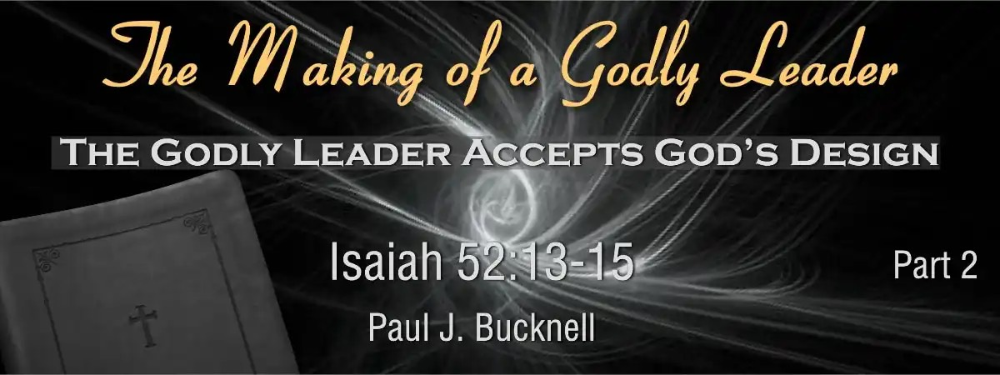 The Making of a Godly Leader
The Godly Leader Accepts God's Design
Isaiah 52:13-15
Part 2
Paul J. Bucknell